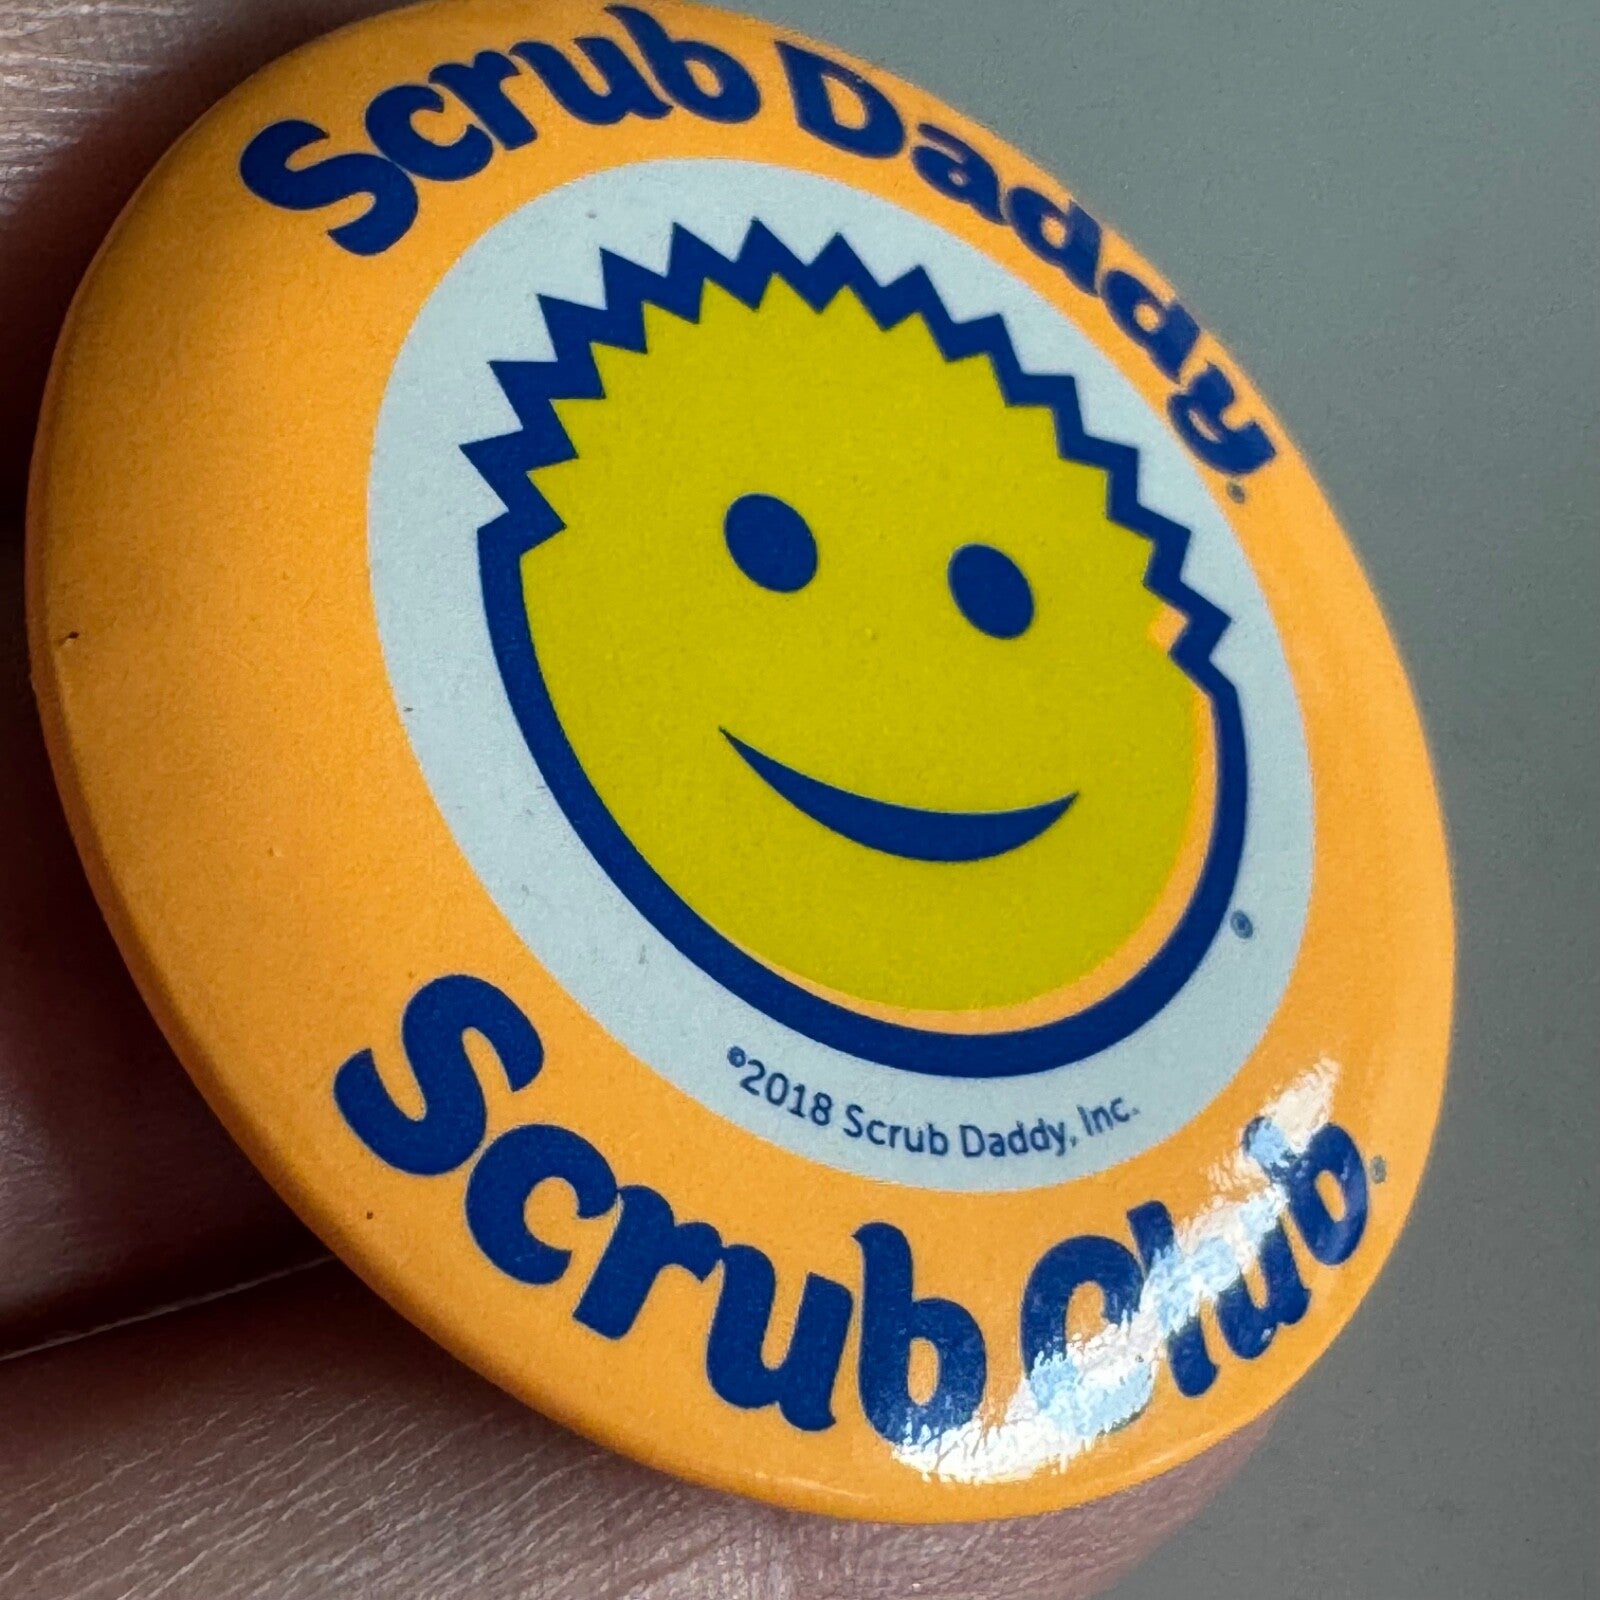 Scrub Daddy®
®
©2018 Scrub Daddy, Inc.
Scrub Club®